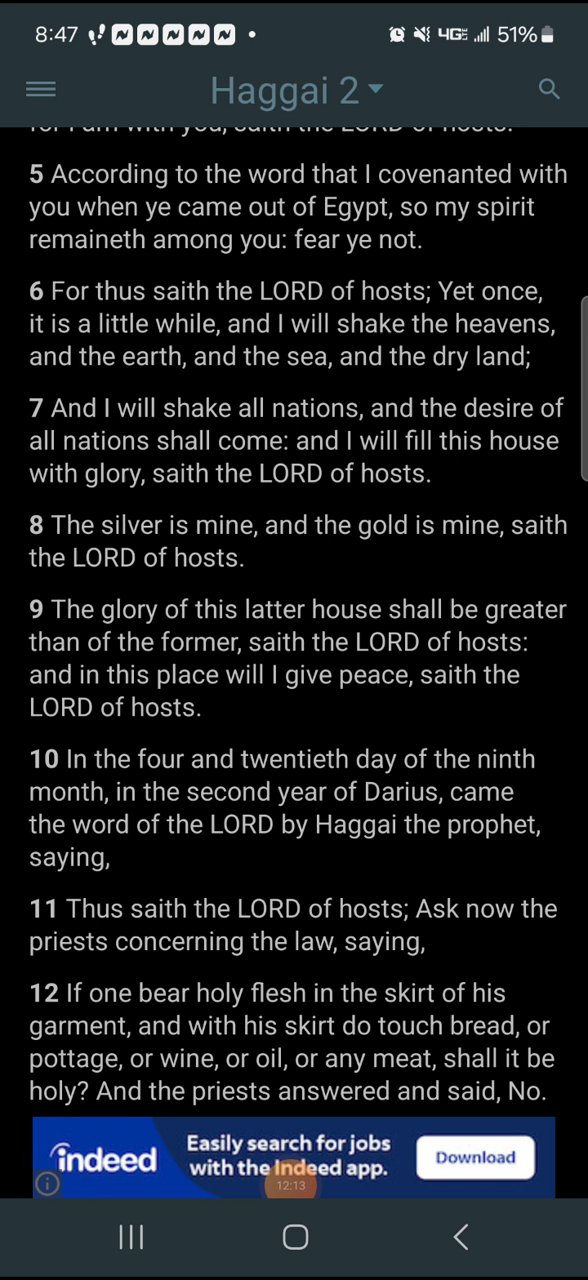 8:47
4GE 51%
Haggai 2
for I am with you, saith the LORD of hosts.
5 According to the word that I covenanted with
you when ye came out of Egypt, so my spirit
remaineth among you: fear ye not.
6 For thus saith the LORD of hosts; Yet once,
it is a little while, and I will shake the heavens,
and the earth, and the sea, and the dry land;
7 And I will shake all nations, and the desire of
all nations shall come: and I will fill this house
with glory, saith the LORD of hosts.
8 The silver is mine, and the gold is mine, saith
the LORD of hosts.
9 The glory of this latter house shall be greater
than of the former, saith the LORD of hosts:
and in this place will I give peace, saith the
LORD of hosts.
10 In the four and twentieth day of the ninth
month, in the second year of Darius, came
the word of the LORD by Haggai the prophet,
saying,
11 Thus saith the LORD of hosts; Ask now the
priests concerning the law, saying,
12 If one bear holy flesh in the skirt of his
garment, and with his skirt do touch bread, or
pottage, or wine, or oil, or any meat, shall it be
holy? And the priests answered and said, No.
indeed
Easily search for jobs
with the Indeed app.
Download
12:13